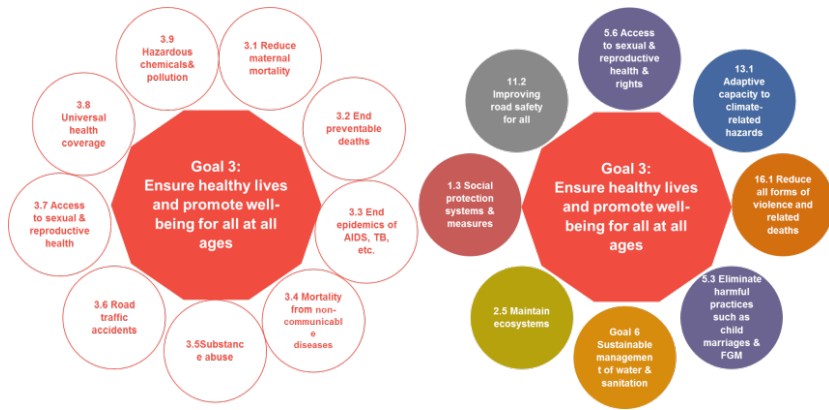 3.9
Hazardous
chemicals&
pollution
3.1 Reduce
maternal
mortality
3.8
Universal
health
coverage
3.2 End
preventable
deaths
Goal 3:
Ensure healthy lives
and promote well-
being for all at all
ages
3.7 Access
to sexual &
reproductive
health
3.3 End
epidemics of
AIDS, TB,
etc.
3.6 Road
traffic
accidents
3.4 Mortality
from non-
communicabl
e diseases
3.5Substanc
e abuse
5.6 Access
to sexual &
reproductive
health &
rights
11.2
Improving
road safety
for all
13.1
Adaptive
capacity to
climate-
related
hazards
Goal 3:
Ensure healthy lives
and promote well-
being for all at all
ages
1.3 Social
protection
systems &
measures
16.1 Reduce
all forms of
violence and
related
deaths
2.5 Maintain
ecosystems
5.3 Eliminate
harmful
practices
such as
child
marriages &
FGM
Goal 6
Sustainable
managemen
t of water &
sanitation